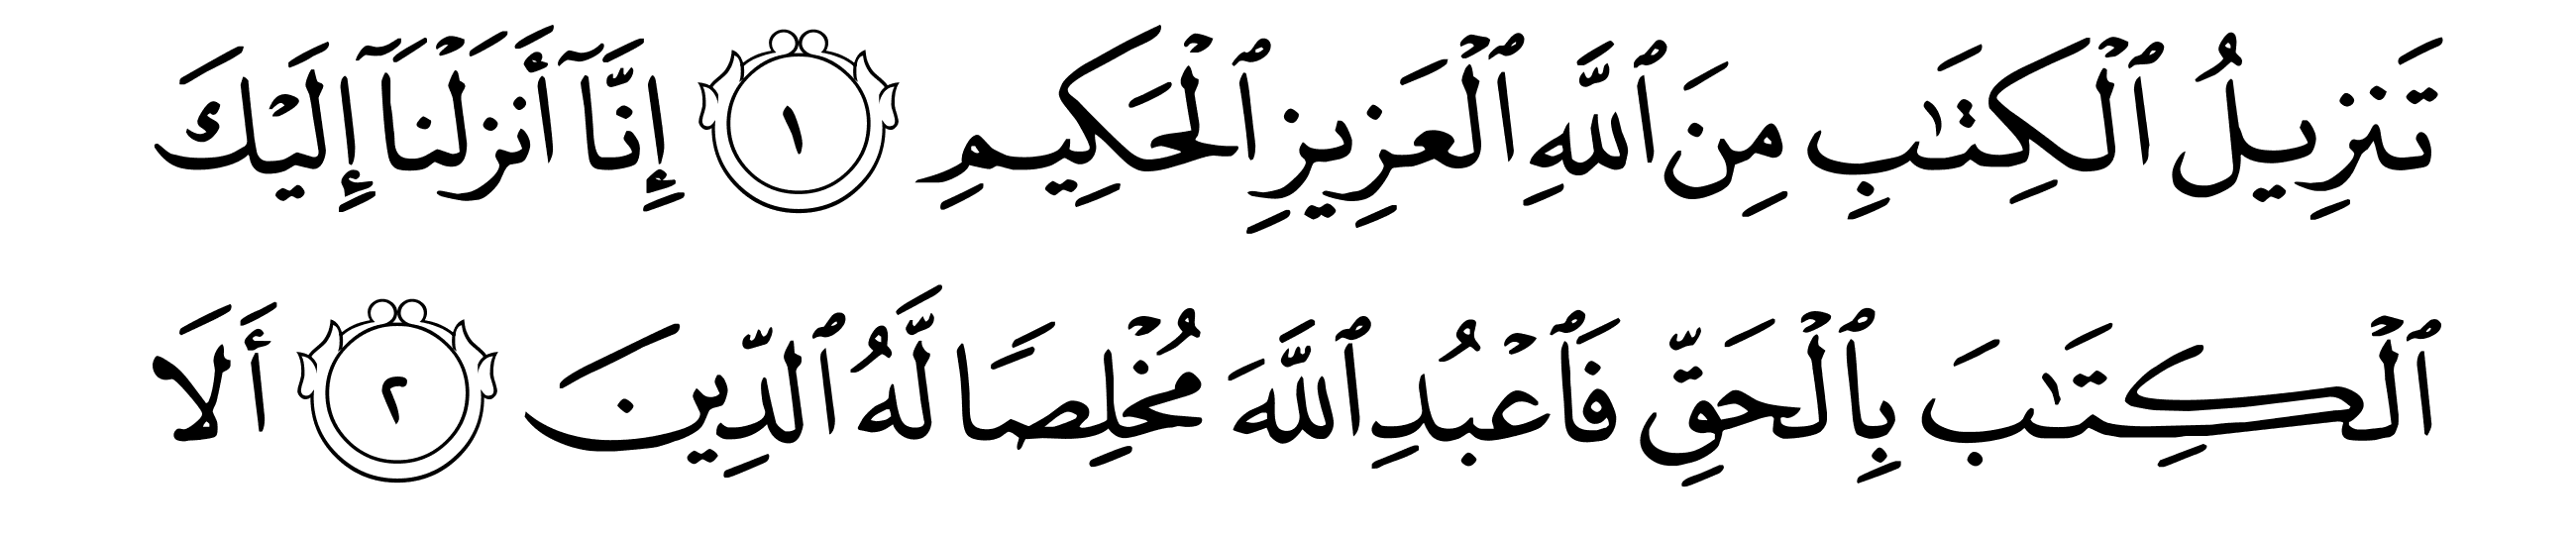 تَنزِيلُ ٱلْكِتَـٰبِ مِنَ ٱللَّهِ ٱلْعَزِيزِ ٱلْحَكِيمِ ١ إِنَّآ أَنزَلْنَآ إِلَيْكَ
ٱلْكِتَـٰبَ بِٱلْحَقِّ فَٱعْبُدِ ٱللَّهَ مُخْلِصًا لَّهُ ٱلدِّينَ ٢ أَلَا